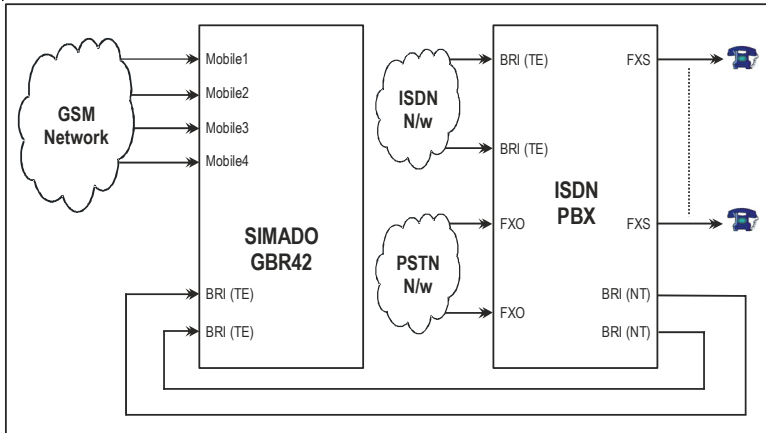 GSM
Network
Mobile1
Mobile2
Mobile3
Mobile4
SIMADO
GBR42
BRI (TE)
BRI (TE)
ISDN
N/w
PSTN
N/w
BRI (TE)
BRI (TE)
FXO
FXO
ISDN
PBX
FXS
FXS
BRI (NT)
BRI (NT)